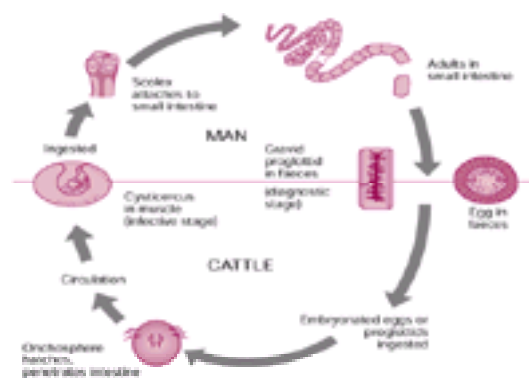 Scolex
attaches to
small intestine
Adults in
small intestine
MAN
Ingested
Gravid
proglottid
in faeces
(diagnostic
stage)
Cysticercus
in muscle
(infective stage)
Egg in
faeces
CATTLE
Circulation
Embryonated eggs or
proglottids
ingested
Onchosphere
hatches,
penetrates intestine